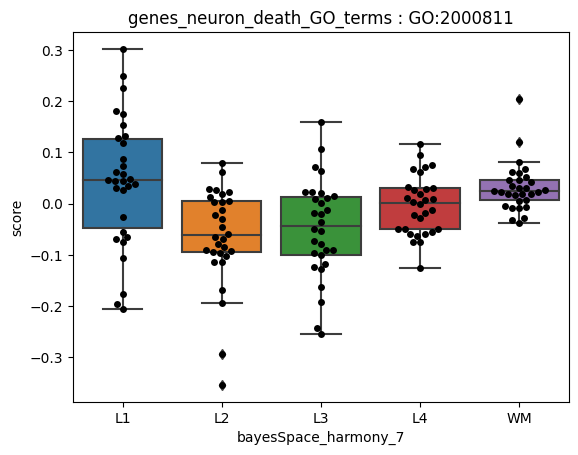 genes_neuron_death_GO_terms : GO:2000811
0.3
0.2
0.1
0.0
−0.1
−0.2
−0.3
score
L1 L2 L3 L4 WM
bayesSpace_harmony_7